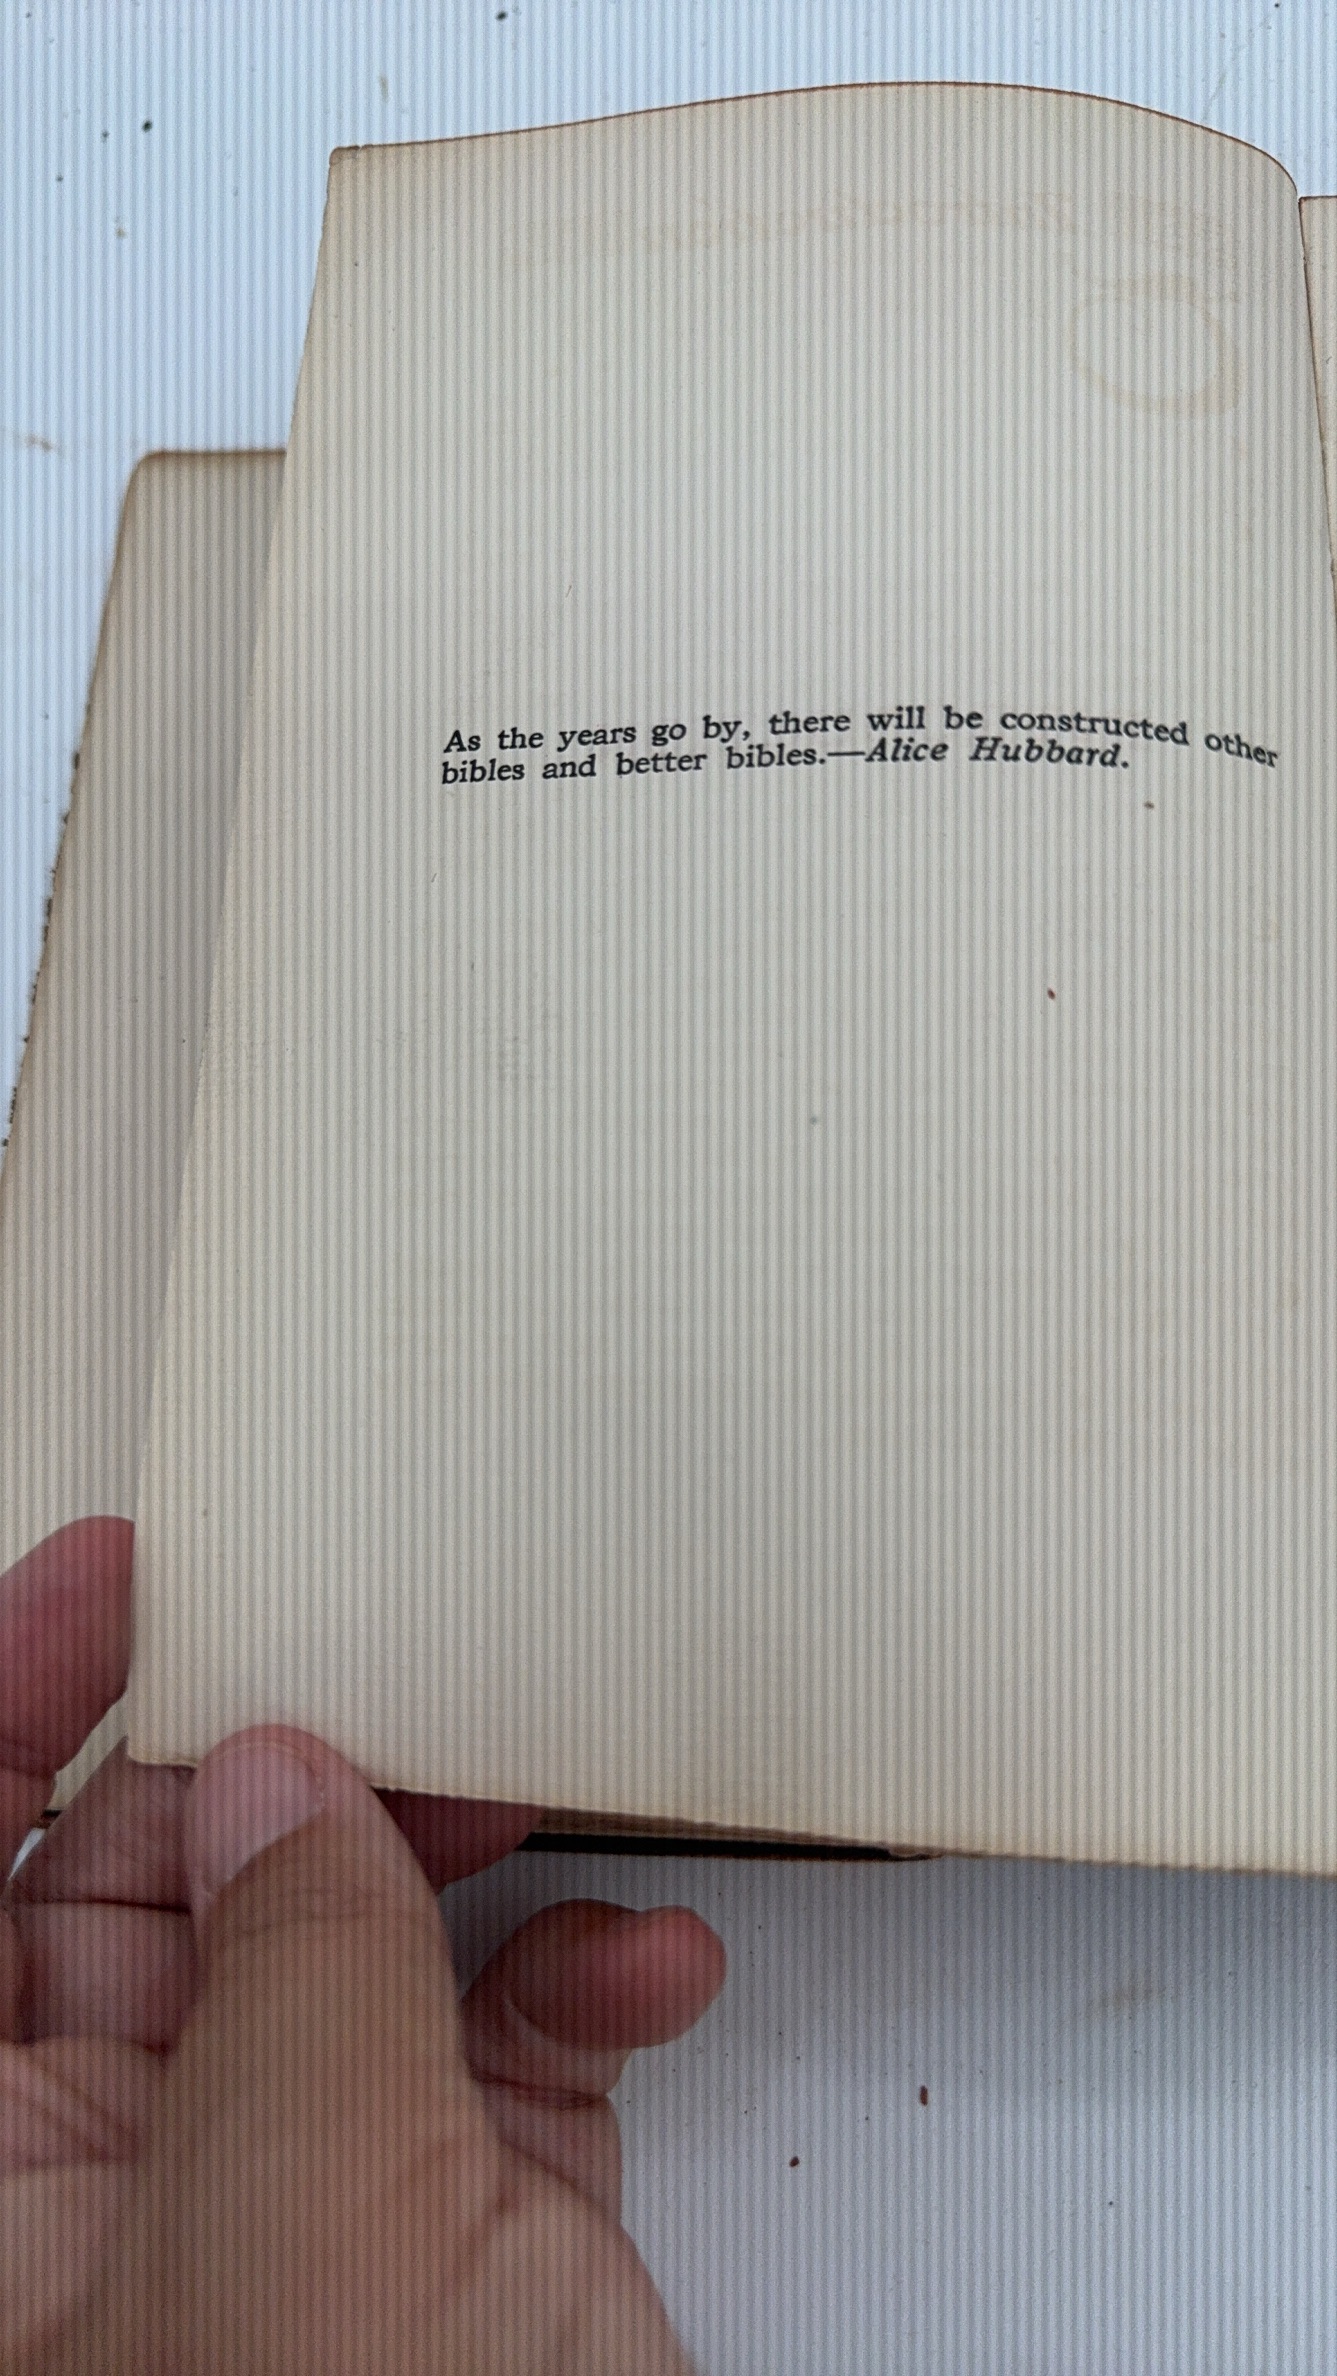 As the years go by, there will be constructed other
bibles and better bibles.—Alice Hubbard.